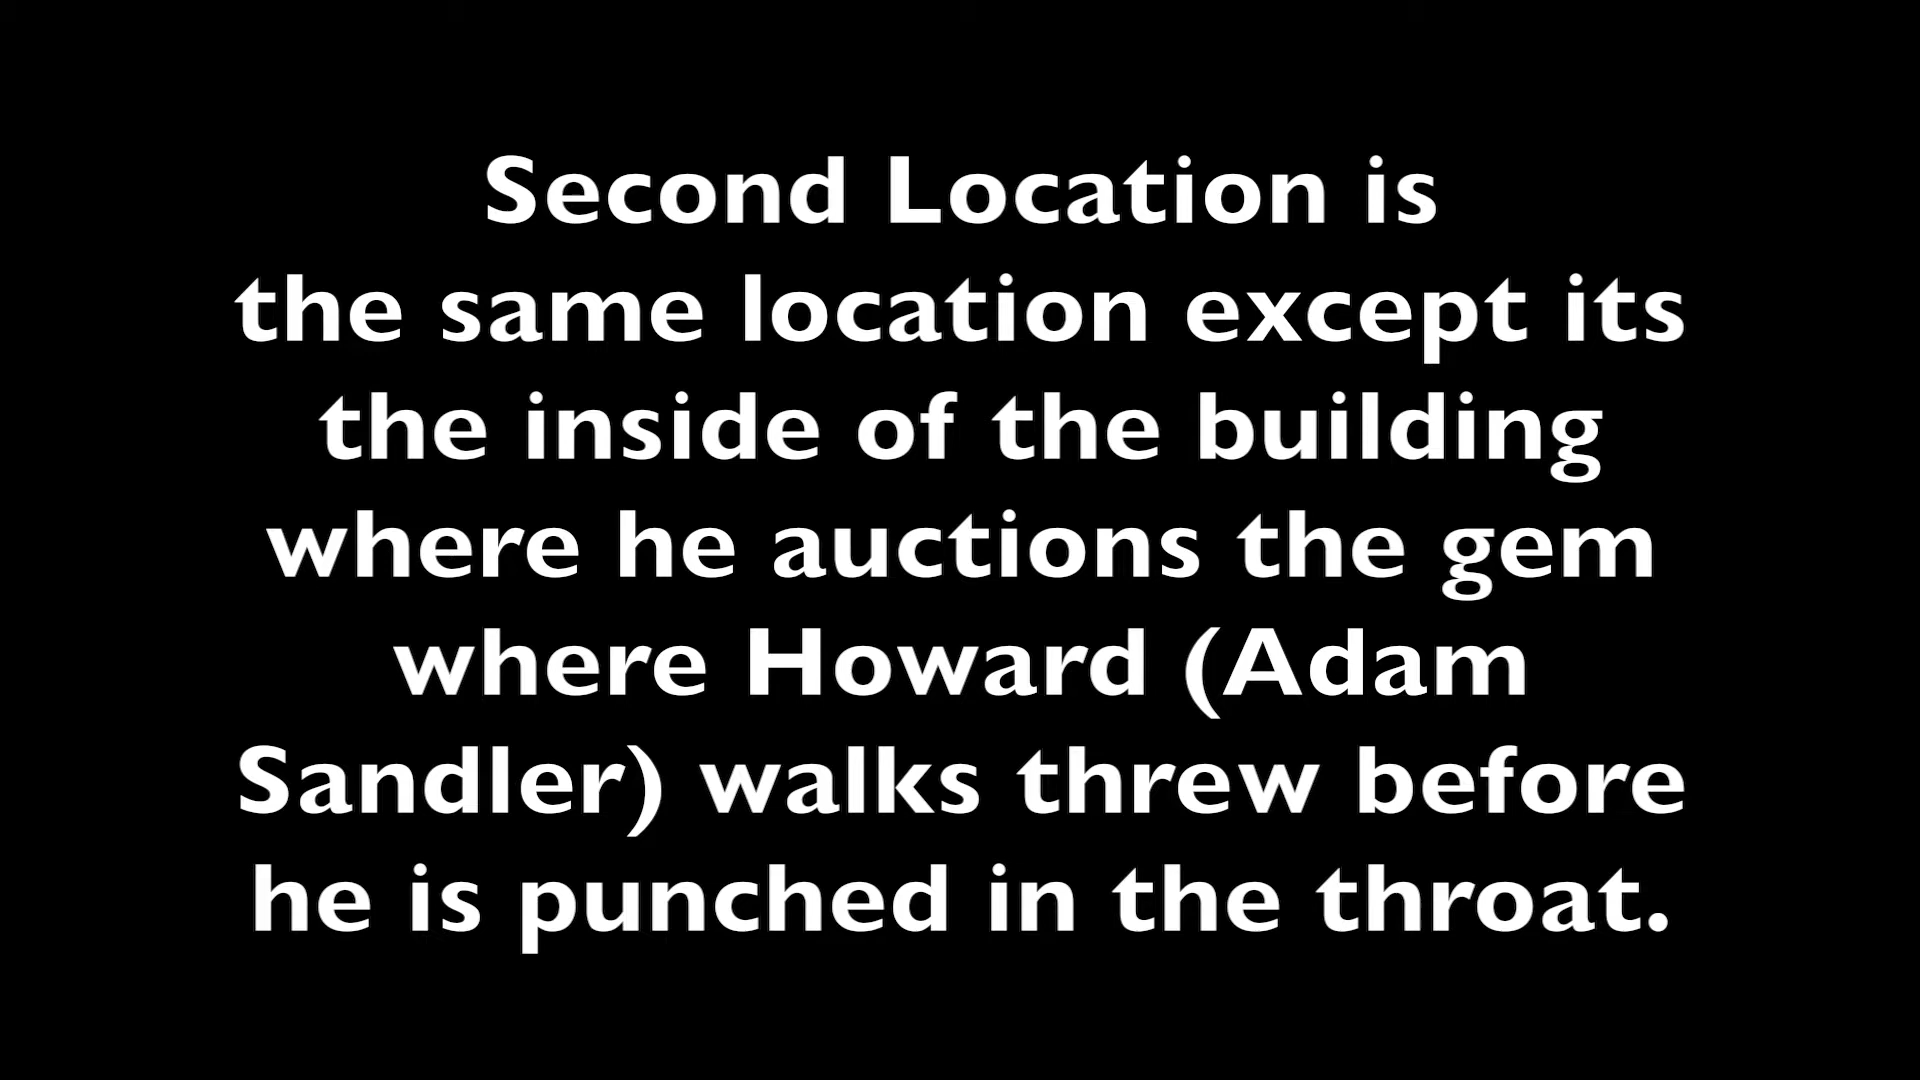 Second Location is
the same location except its
the inside of the building
where he auctions the gem
where Howard (Adam
Sandler) walks threw before
he is punched in the throat.